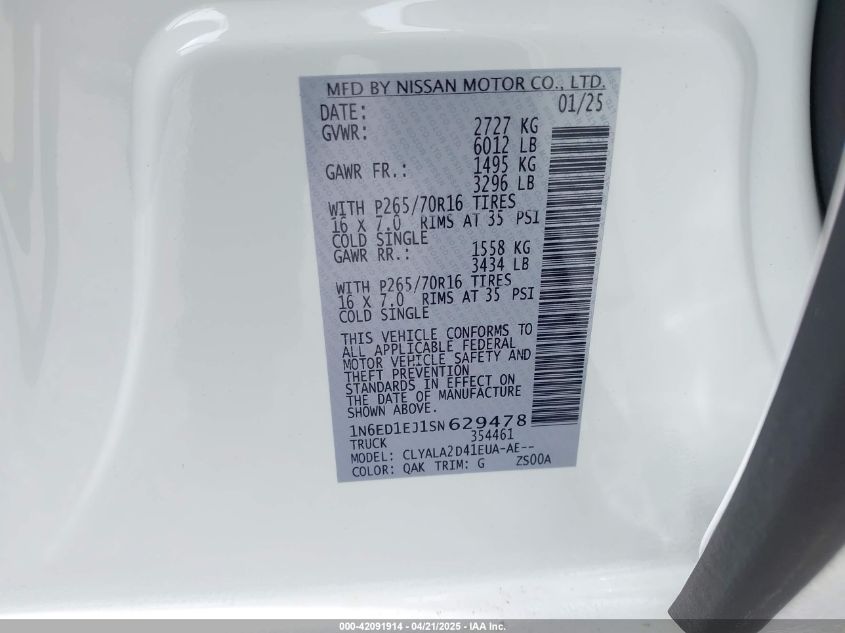 MFD BY NISSAN MOTOR CO., LTD.
DATE: 01/25
GVWR: 2727 KG
6012 LB
GAWR FR.: 1495 KG
3296 LB
WITH P265/70R16 TIRES
16 X 7.0 RIMS AT 35 PSI
COLD SINGLE
GAWR RR.: 1558 KG
3434 LB
WITH P265/70R16 TIRES
16 X 7.0 RIMS AT 35 PSI
COLD SINGLE
THIS VEHICLE CONFORMS TO
ALL APPLICABLE FEDERAL
MOTOR VEHICLE SAFETY AND
THEFT PREVENTION
STANDARDS IN EFFECT ON
THE DATE OF MANUFACTURE
SHOWN ABOVE.
1N6ED1EJ1SN629478
TRUCK 354461
MODEL: CLYALA2D41EUA-AE--
COLOR: QAK TRIM: G ZS00A
000-42091914 - 04/21/2025 - IAA Inc.